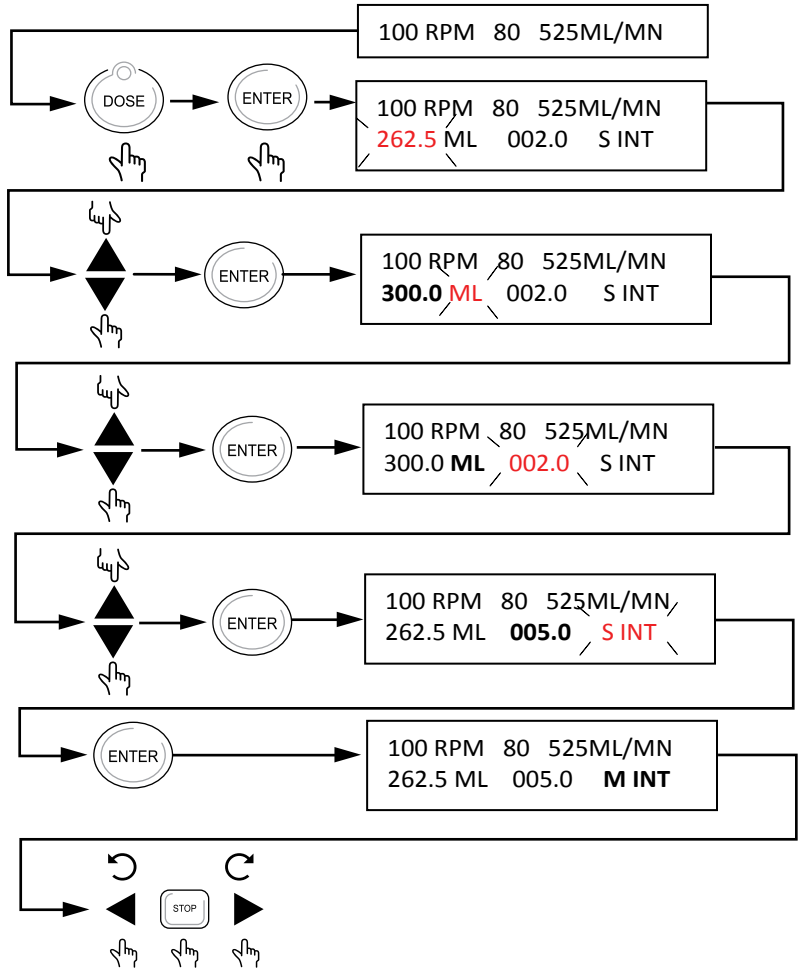 100 RPM 80 525ML/MN
DOSE
ENTER
100 RPM 80 525ML/MN
262.5 ML 002.0 S INT
ENTER
100 RPM 80 525ML/MN
300.0 ML 002.0 S INT
ENTER
100 RPM 80 525ML/MN
300.0 ML 002.0 S INT
ENTER
100 RPM 80 525ML/MN
262.5 ML 005.0 S INT
ENTER
100 RPM 80 525ML/MN
262.5 ML 005.0 M INT
STOP